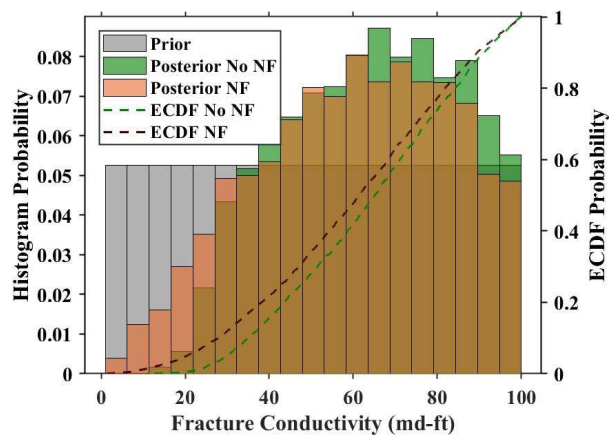 Prior
Posterior No NF
Posterior NF
ECDF No NF
ECDF NF
Histogram Probability
0.08
0.07
0.06
0.05
0.04
0.03
0.02
0.01
0
ECDF Probability
1
0.8
0.6
0.4
0.2
0
0 20 40 60 80 100
Fracture Conductivity (md-ft)